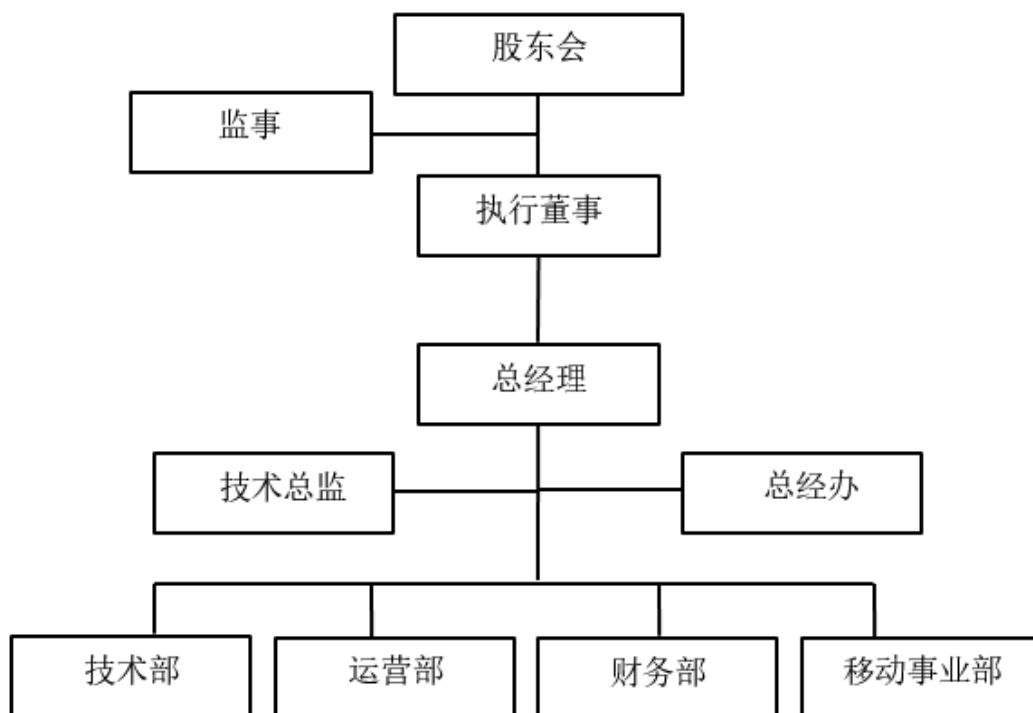 股东会
监事
执行董事
总经理
技术总监
总经办
技术部
运营部
财务部
移动事业部